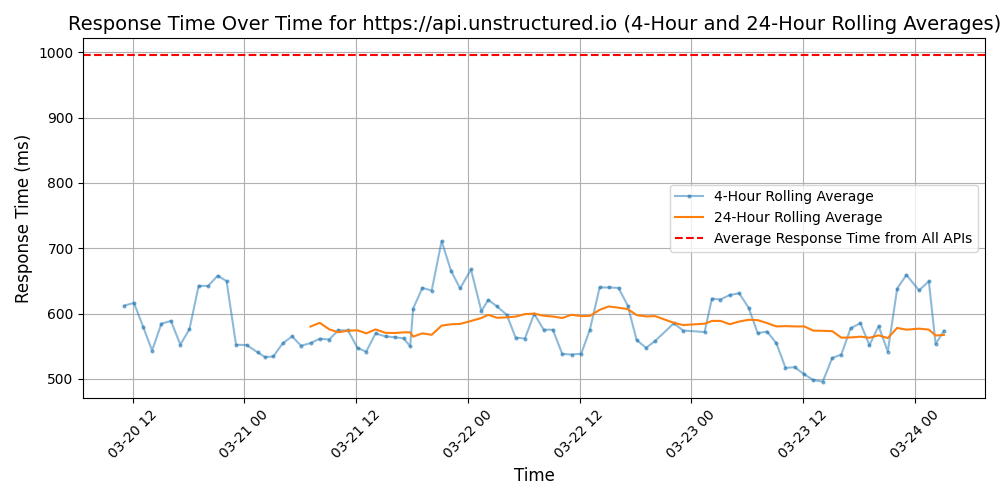 Response Time Over Time for https://api.unstructured.io (4-Hour and 24-Hour Rolling Averages)
Response Time (ms)
1000
900
800
700
600
500
4-Hour Rolling Average
24-Hour Rolling Average
Average Response Time from All APIs
03-20 12
03-21 00
03-21 12
03-22 00
03-22 12
03-23 00
03-23 12
03-24 00
Time